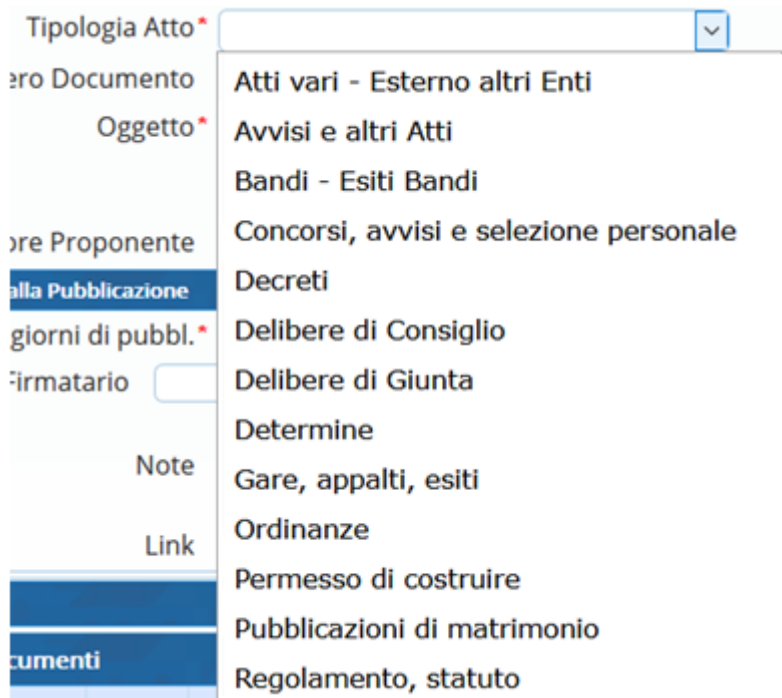 Tipologia Atto*
ero Documento
Atti vari - Esterno altri Enti
Oggetto*
Avvisi e altri Atti
Bandi - Esiti Bandi
ore Proponente
Concorsi, avvisi e selezione personale
alla Pubblicazione
Decreti
giorni di pubbl.*
Delibere di Consiglio
Firmatario
Delibere di Giunta
Determine
Note
Gare, appalti, esiti
Link
Ordinanze
Permesso di costruire
Pubblicazioni di matrimonio
cumenti
Regolamento, statuto